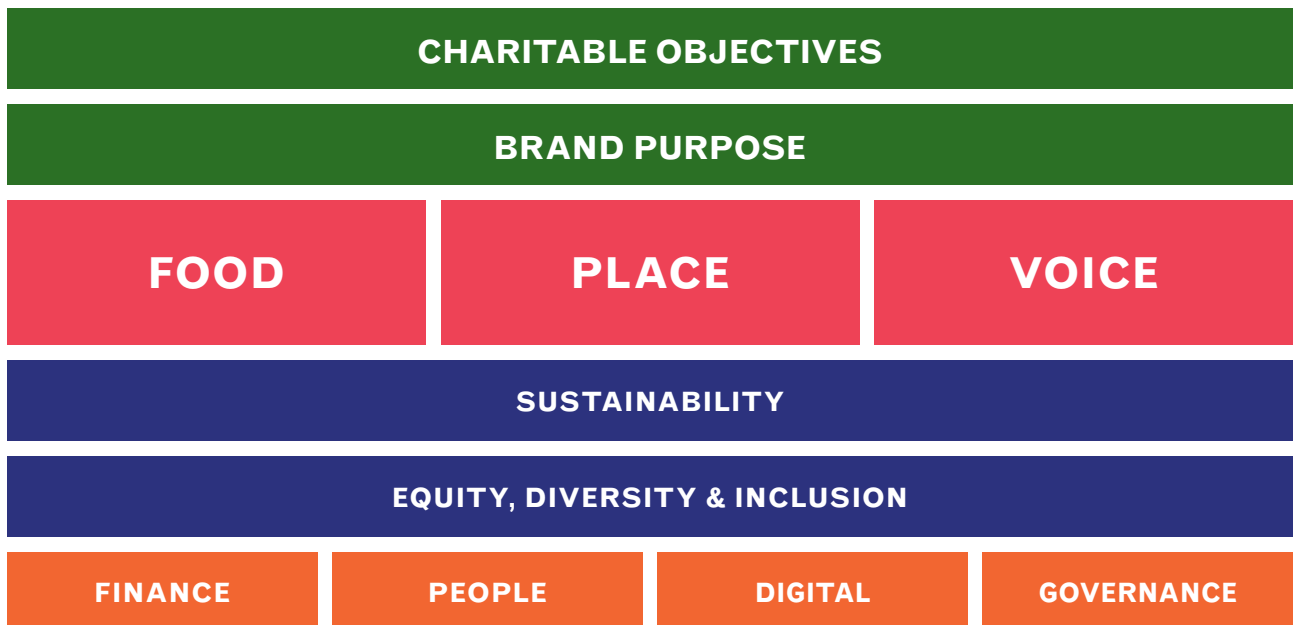 CHARITABLE OBJECTIVES
BRAND PURPOSE
FOOD
PLACE
VOICE
SUSTAINABILITY
EQUITY, DIVERSITY & INCLUSION
FINANCE
PEOPLE
DIGITAL
GOVERNANCE